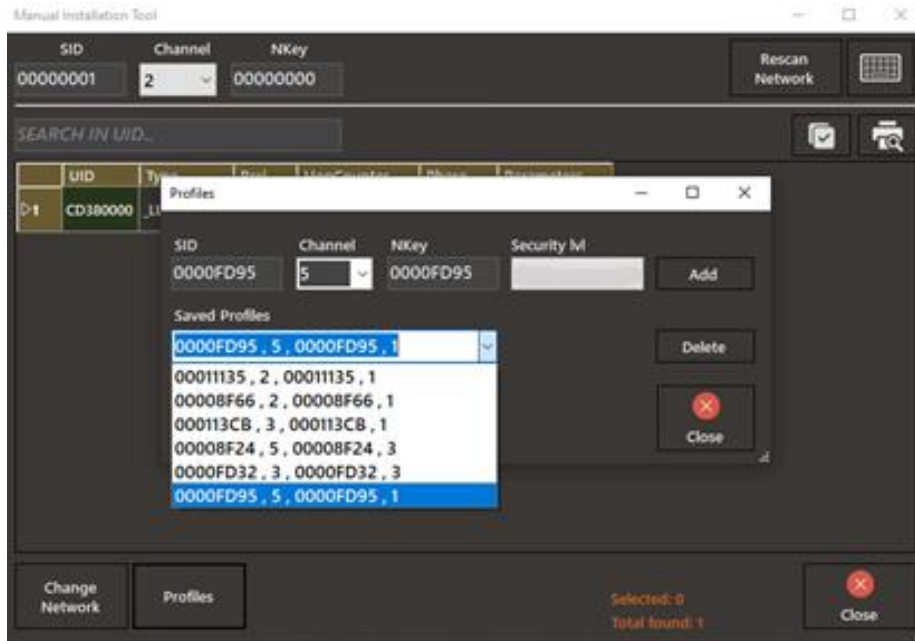 Manual Installation Tool
SID Channel NKey
00000001 2 00000000
Rescan
Network
SEARCH IN UID...
UID
1 CD380000
Profiles
SID Channel NKey Security lvl
0000FD95 5 0000FD95
Add
Saved Profiles
0000FD95 , 5 , 0000FD95 , 1
Delete
00011135 , 2 , 00011135 , 1
00008F66 , 2 , 00008F66 , 1
000113CB , 3 , 000113CB , 1
00008F24 , 5 , 00008F24 , 3
0000FD32 , 3 , 0000FD32 , 3
0000FD95 , 5 , 0000FD95 , 1
Close
Change
Network
Profiles
Selected: 0
Total found: 1
Close